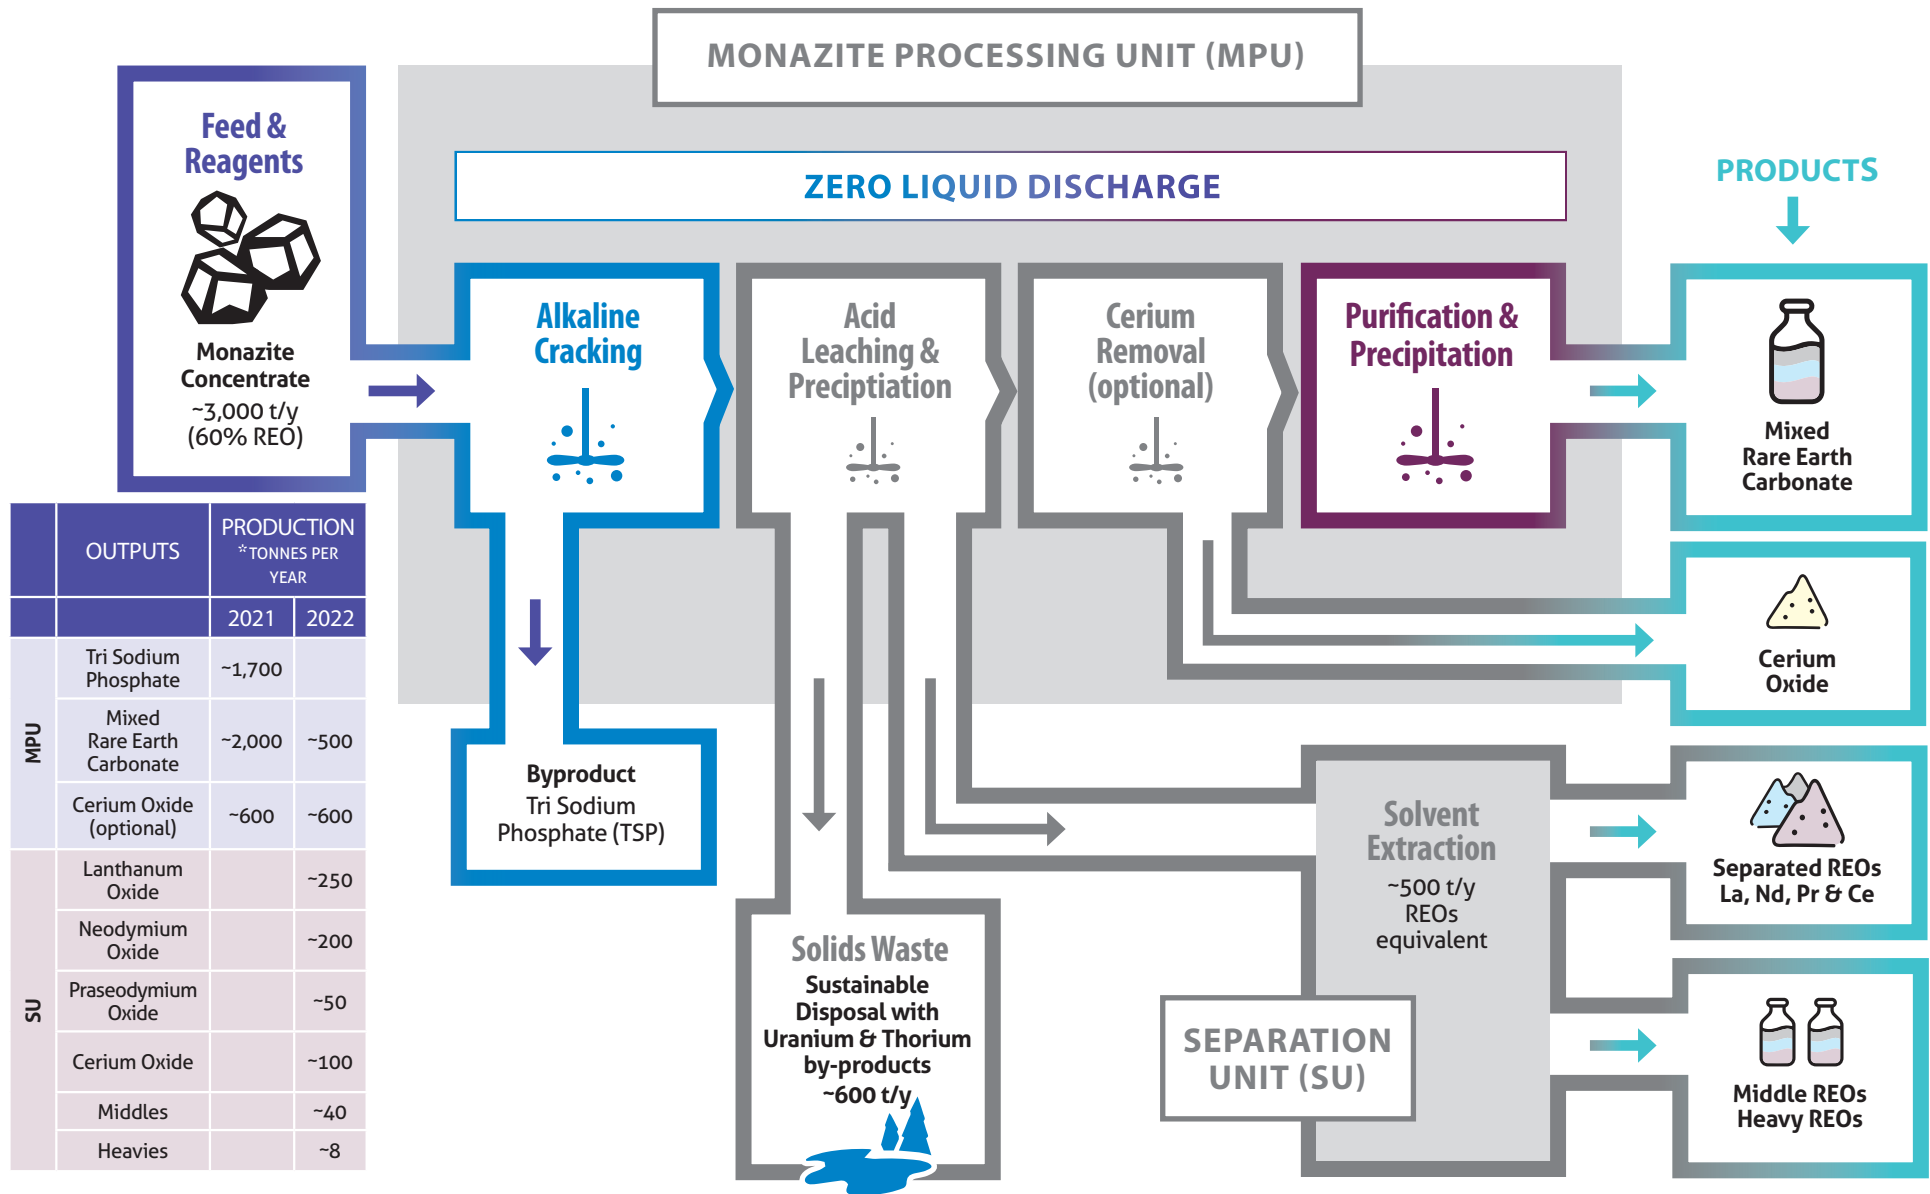 MONAZITE PROCESSING UNIT (MPU)
Feed &
Reagents
Monazite
Concentrate
~3,000 t/y
(60% REO)
ZERO LIQUID DISCHARGE
Alkaline
Cracking
Acid
Leaching &
Preciptiation
Cerium
Removal
(optional)
Purification &
Precipitation
PRODUCTS
Mixed
Rare Earth
Carbonate
Cerium
Oxide
Byproduct
Tri Sodium
Phosphate (TSP)
Solids Waste
Sustainable
Disposal with
Uranium & Thorium
by-products
~600 t/y
Solvent
Extraction
~500 t/y
REOs
equivalent
SEPARATION
UNIT (SU)
Separated REOs
La, Nd, Pr & Ce
Middle REOs
Heavy REOs
OUTPUTS
PRODUCTION
*TONNES PER
YEAR
2021 2022
MPU
Tri Sodium
Phosphate
~1,700
Mixed
Rare Earth
Carbonate
~2,000 ~500
Cerium Oxide
(optional)
~600 ~600
SU
Lanthanum
Oxide
~250
Neodymium
Oxide
~200
Praseodymium
Oxide
~50
Cerium Oxide ~100
Middles ~40
Heavies ~8